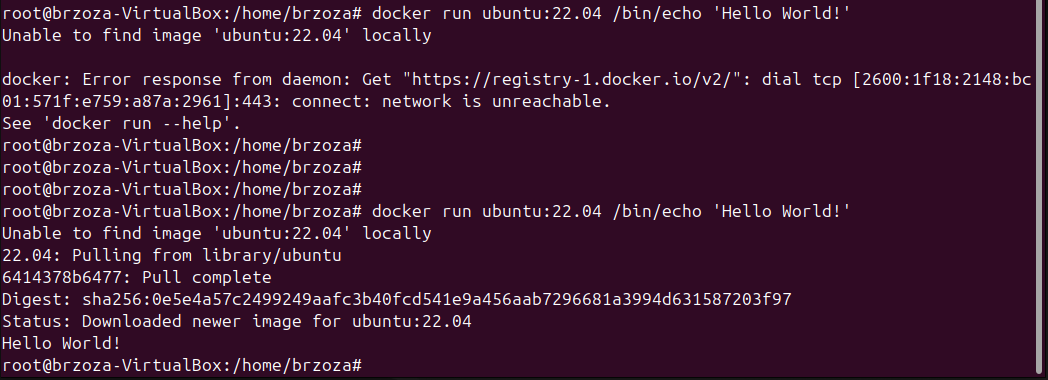 root@brzoza-VirtualBox:/home/brzoza# docker run ubuntu:22.04 /bin/echo 'Hello World!'
Unable to find image 'ubuntu:22.04' locally
docker: Error response from daemon: Get "https://registry-1.docker.io/v2/": dial tcp [2600:1f18:2148:bc
01:571f:e759:a87a:2961]:443: connect: network is unreachable.
See 'docker run --help'.
root@brzoza-VirtualBox:/home/brzoza#
root@brzoza-VirtualBox:/home/brzoza#
root@brzoza-VirtualBox:/home/brzoza#
root@brzoza-VirtualBox:/home/brzoza# docker run ubuntu:22.04 /bin/echo 'Hello World!'
Unable to find image 'ubuntu:22.04' locally
22.04: Pulling from library/ubuntu
6414378b6477: Pull complete
Digest: sha256:0e5e4a57c2499249aafc3b40fcd541e9a456aab7296681a3994d631587203f97
Status: Downloaded newer image for ubuntu:22.04
Hello World!
root@brzoza-VirtualBox:/home/brzoza#